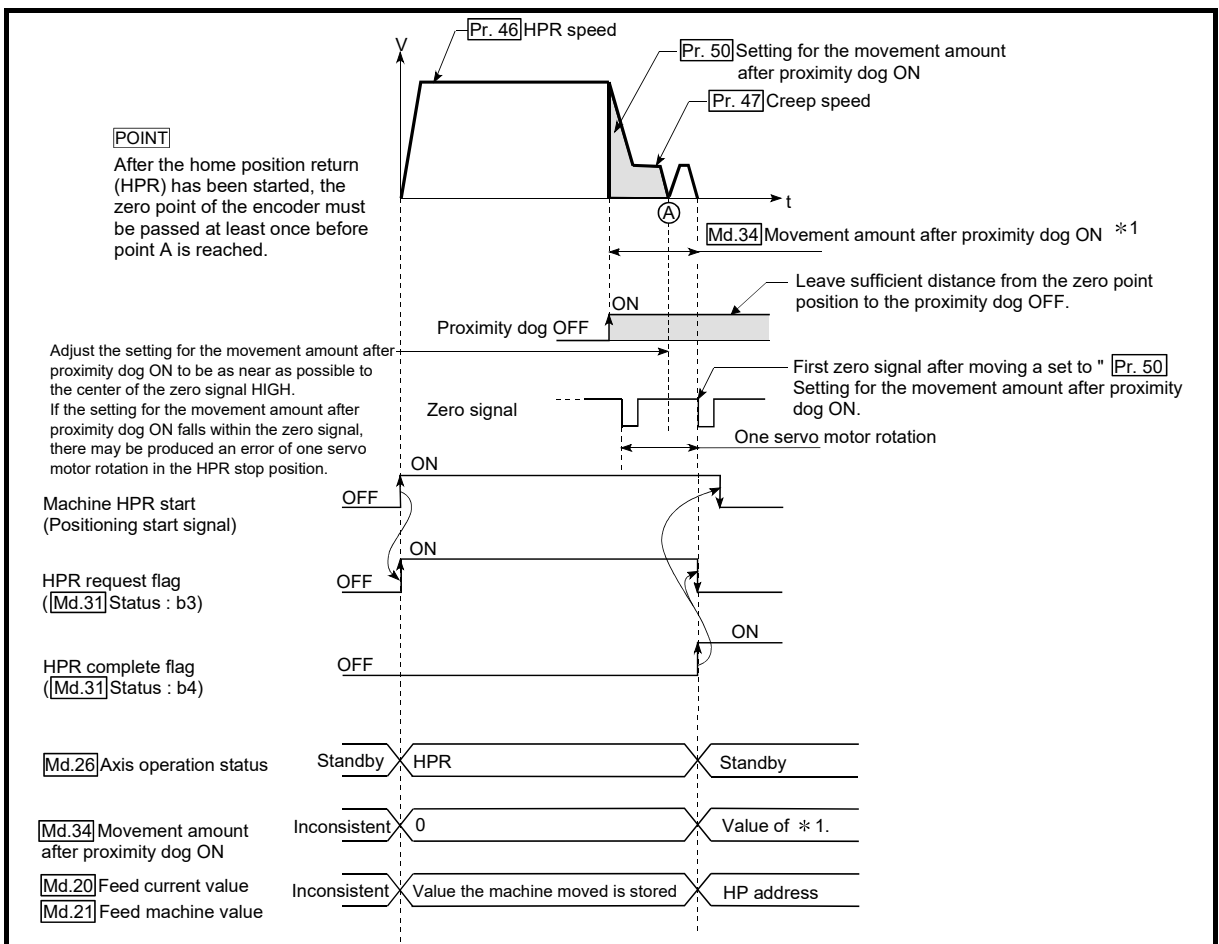 V
Pr. 46 HPR speed
Pr. 50 Setting for the movement amount
after proximity dog ON
Pr. 47 Creep speed
POINT
After the home position return
(HPR) has been started, the
zero point of the encoder must
be passed at least once before
point A is reached.
t
A
Md.34 Movement amount after proximity dog ON *1
Leave sufficient distance from the zero point
position to the proximity dog OFF.
ON
Proximity dog OFF
Adjust the setting for the movement amount after
proximity dog ON to be as near as possible to
the center of the zero signal HIGH.
If the setting for the movement amount after
proximity dog ON falls within the zero signal,
there may be produced an error of one servo
motor rotation in the HPR stop position.
First zero signal after moving a set to " Pr. 50
Setting for the movement amount after proximity
dog ON.
Zero signal
One servo motor rotation
ON
Machine HPR start
(Positioning start signal)
OFF
ON
HPR request flag
( Md.31 Status : b3)
OFF
ON
HPR complete flag
( Md.31 Status : b4)
OFF
Md.26 Axis operation status
Standby
HPR
Standby
Md.34 Movement amount
after proximity dog ON
Inconsistent
0
Value of *1.
Md.20 Feed current value
Md.21 Feed machine value
Inconsistent
Value the machine moved is stored
HP address